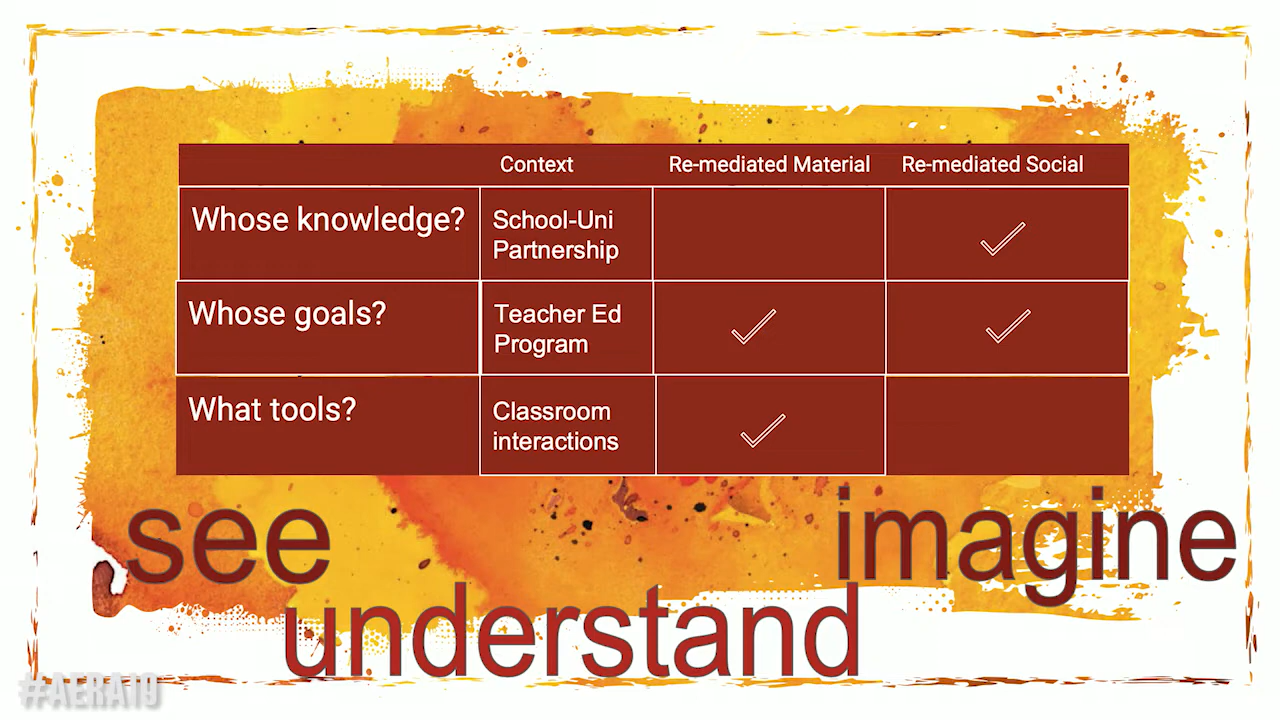 Context Re-mediated Material Re-mediated Social
Whose knowledge? School-Uni
Partnership
Whose goals? Teacher Ed
Program
What tools? Classroom
interactions
see imagine
understand
#AERA19